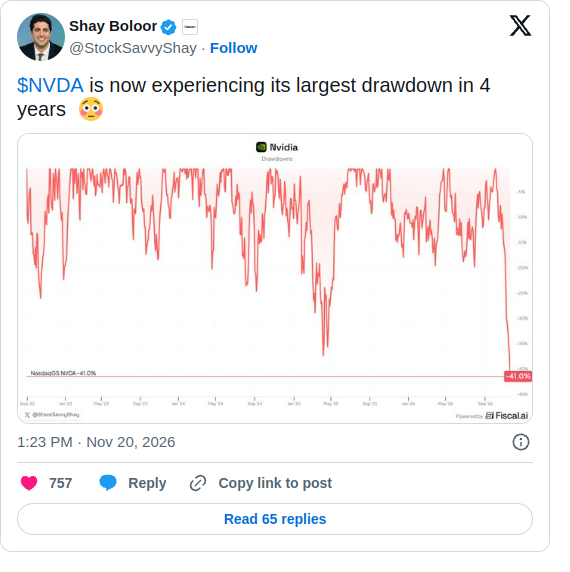 Shay Boloor
@StockSavvyShay · Follow
$NVDA is now experiencing its largest drawdown in 4
years 😳
Nvidia
Drawdowns
-5%
-10%
-15%
-20%
-25%
-30%
-35%
-40%
-45%
NasdaqGS:NVDA -41.0%
-41.0%
Sep '22 Jan '23 May '23 Sep '23 Jan '24 May '24 Sep '24 Jan '25 May '25 Sep '25 Jan '26 May '26 Sep '26
@StockSavvyShay
Powered by Fiscal.ai
1:23 PM · Nov 20, 2026
757 Reply Copy link to post
Read 65 replies